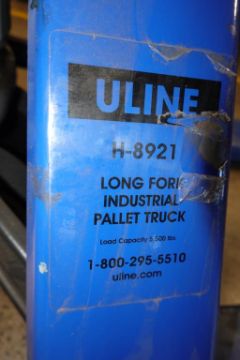 ULINE
H-8921
LONG FORK
INDUSTRIAL
PALLET TRUCK
Load Capacity 5,500 lbs
1-800-295-5510
uline.com